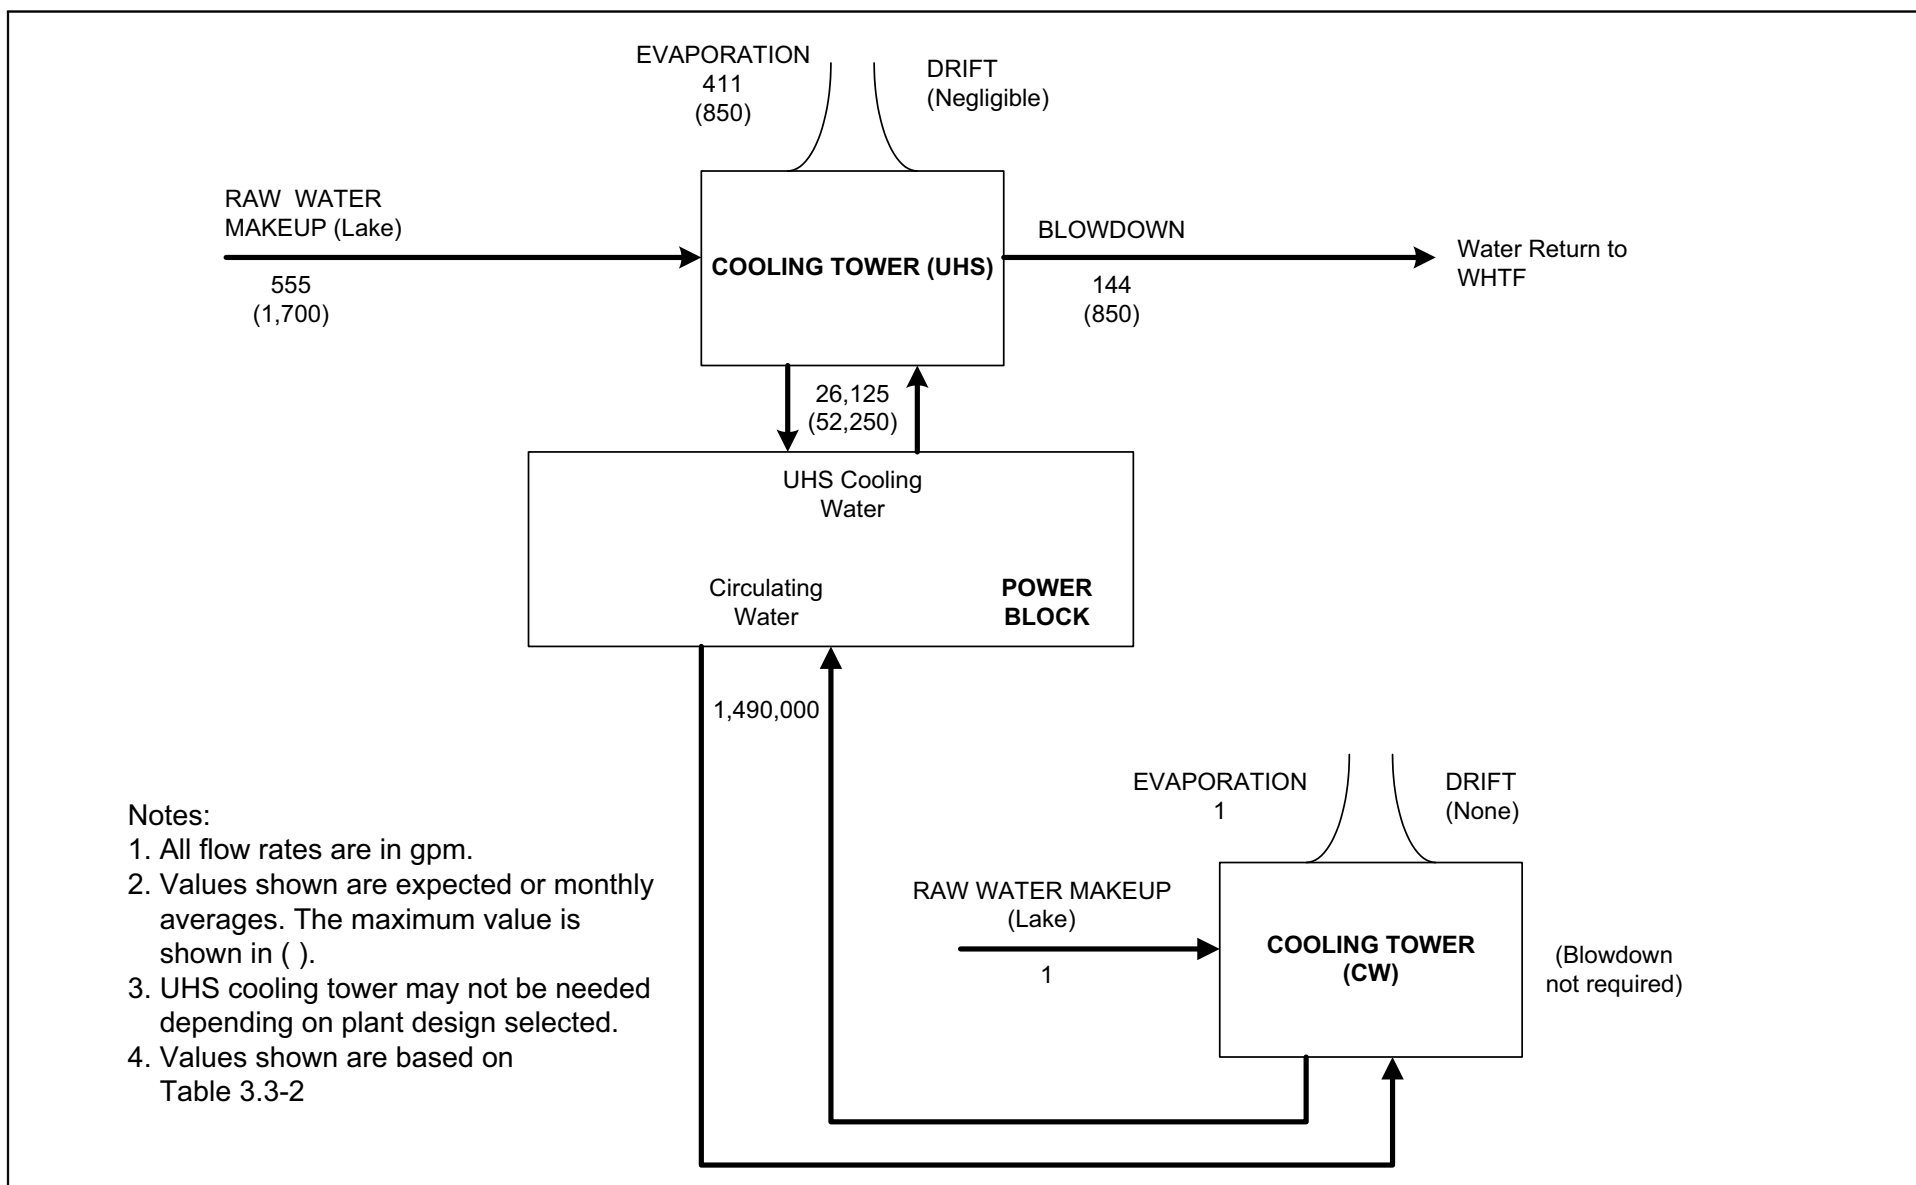 EVAPORATION
411
(850)
DRIFT
(Negligible)
RAW WATER
MAKEUP (Lake)
555
(1,700)
COOLING TOWER (UHS)
BLOWDOWN
144
(850)
Water Return to
WHTF
26,125
(52,250)
UHS Cooling
Water
Circulating
Water
POWER
BLOCK
1,490,000
EVAPORATION
1
DRIFT
(None)
RAW WATER MAKEUP
(Lake)
1
COOLING TOWER
(CW)
(Blowdown
not required)
Notes:
1. All flow rates are in gpm.
2. Values shown are expected or monthly
averages. The maximum value is
shown in ( ).
3. UHS cooling tower may not be needed
depending on plant design selected.
4. Values shown are based on
Table 3.3-2